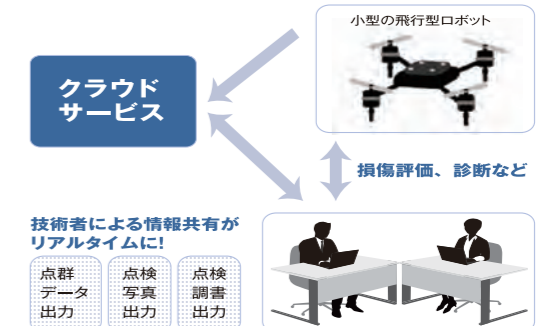 小型の飛行型ロボット
クラウド
サービス
損傷評価、診断など
技術者による情報共有が
リアルタイムに!
点群
データ
出力
点検
写真
出力
点検
調書
出力